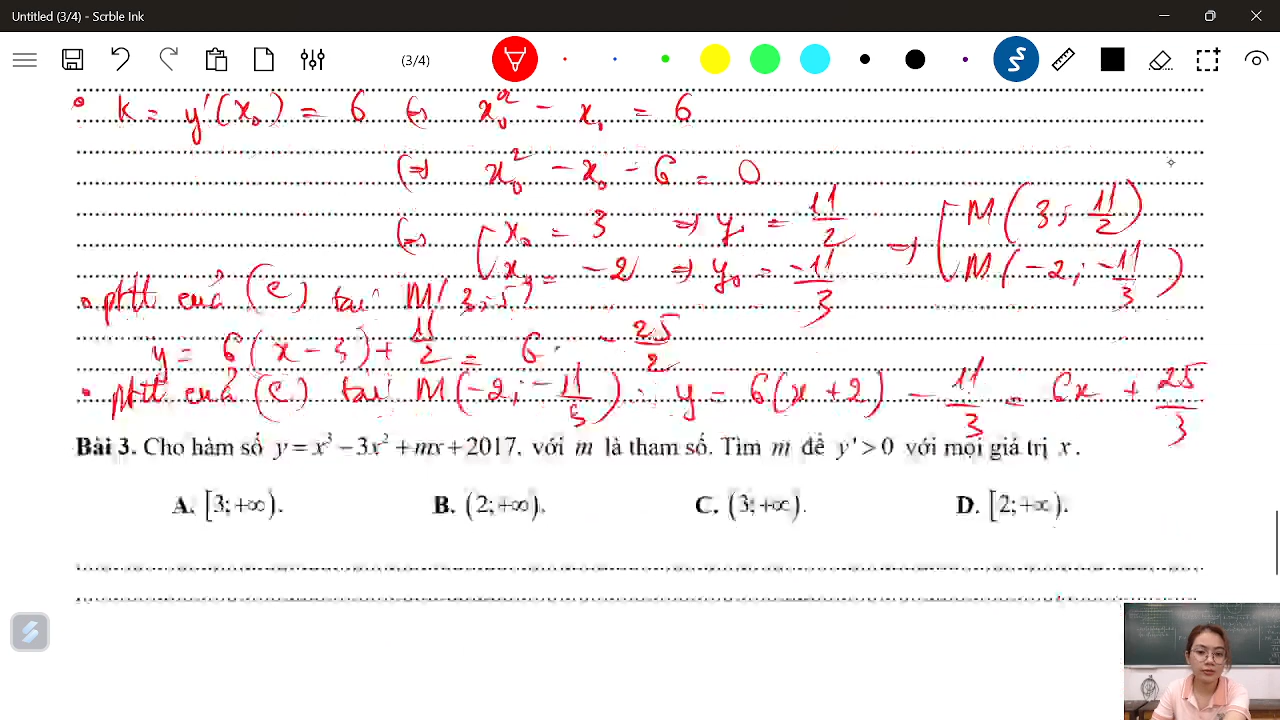 Untitled (3/4) - Scrble Ink
(3/4)
• k = y'(x₀) = 6 ⇔ x₀² - x₀ = 6
⇔ x₀² - x₀ - 6 = 0
⇔ [ x₀ = 3 ⇒ y₀ = 11/2 ⇒ [ M(3; 11/2)
x₀ = -2 ⇒ y₀ = -11/3 M(-2; -11/3)
• pttt của (C) tại M(3;
y = 6(x - 3) + 11/2 = 6 - 25/2
• pttt của (C) tại M(-2; -11/3) : y = 6(x + 2) - 11/3 = 6x + 25/3
Bài 3. Cho hàm số y = x³ - 3x² + mx + 2017, với m là tham số. Tìm m để y' > 0 với mọi giá trị x.
A. [3;+∞). B. (2;+∞). C. (3;+∞). D. [2;+∞).